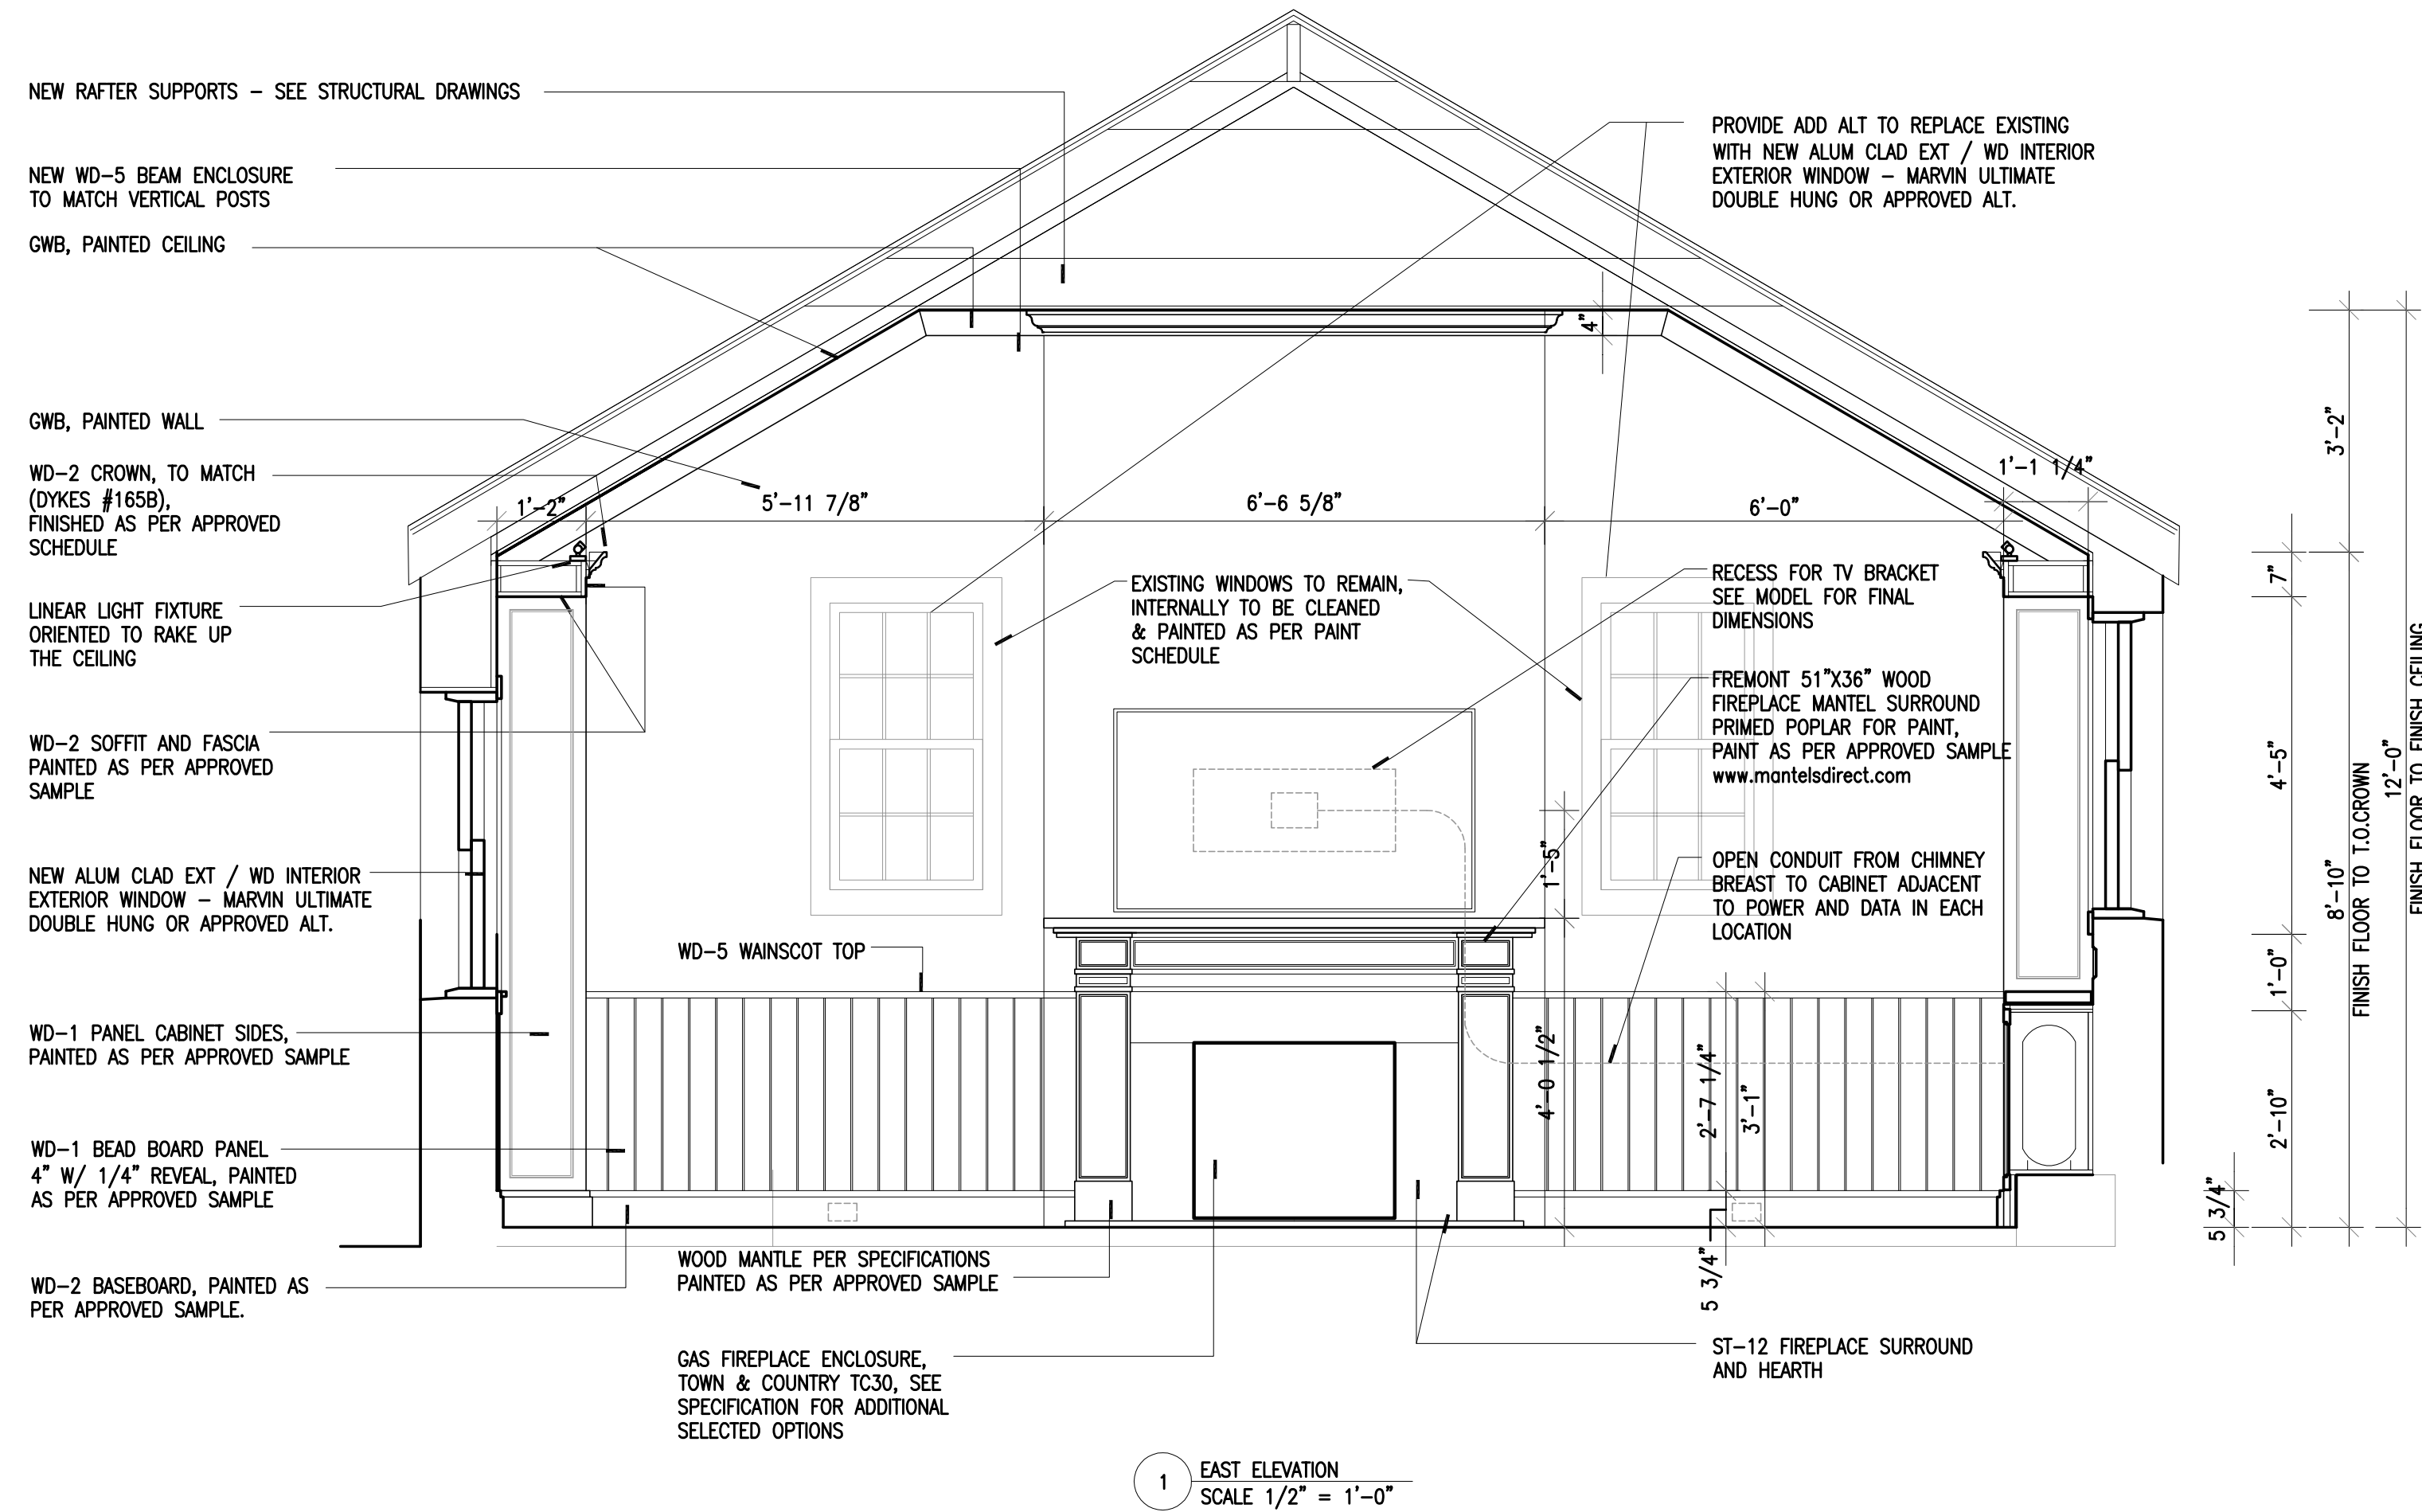 NEW RAFTER SUPPORTS – SEE STRUCTURAL DRAWINGS
NEW WD–5 BEAM ENCLOSURE
TO MATCH VERTICAL POSTS
GWB, PAINTED CEILING
GWB, PAINTED WALL
WD–2 CROWN, TO MATCH
(DYKES #165B),
FINISHED AS PER APPROVED
SCHEDULE
LINEAR LIGHT FIXTURE
ORIENTED TO RAKE UP
THE CEILING
WD–2 SOFFIT AND FASCIA
PAINTED AS PER APPROVED
SAMPLE
NEW ALUM CLAD EXT / WD INTERIOR
EXTERIOR WINDOW – MARVIN ULTIMATE
DOUBLE HUNG OR APPROVED ALT.
WD–1 PANEL CABINET SIDES,
PAINTED AS PER APPROVED SAMPLE
WD–1 BEAD BOARD PANEL
4" W/ 1/4" REVEAL, PAINTED
AS PER APPROVED SAMPLE
WD–2 BASEBOARD, PAINTED AS
PER APPROVED SAMPLE.
PROVIDE ADD ALT TO REPLACE EXISTING
WITH NEW ALUM CLAD EXT / WD INTERIOR
EXTERIOR WINDOW – MARVIN ULTIMATE
DOUBLE HUNG OR APPROVED ALT.
4"
1'–2"
5'–11 7/8"
6'–6 5/8"
6'–0"
1'–1 1/4"
EXISTING WINDOWS TO REMAIN,
INTERNALLY TO BE CLEANED
& PAINTED AS PER PAINT
SCHEDULE
RECESS FOR TV BRACKET
SEE MODEL FOR FINAL
DIMENSIONS
FREMONT 51"X36" WOOD
FIREPLACE MANTEL SURROUND
PRIMED POPLAR FOR PAINT,
PAINT AS PER APPROVED SAMPLE
www.mantelsdirect.com
OPEN CONDUIT FROM CHIMNEY
BREAST TO CABINET ADJACENT
TO POWER AND DATA IN EACH
LOCATION
WD–5 WAINSCOT TOP
1'–5"
4'–0 1/2"
2'–7 1/4"
3'–1"
5 3/4"
WOOD MANTLE PER SPECIFICATIONS
PAINTED AS PER APPROVED SAMPLE
GAS FIREPLACE ENCLOSURE,
TOWN & COUNTRY TC30, SEE
SPECIFICATION FOR ADDITIONAL
SELECTED OPTIONS
ST–12 FIREPLACE SURROUND
AND HEARTH
5 3/4"
7"
4'–5"
1'–0"
2'–10"
3'–2"
8'–10"
FINISH FLOOR TO T.O.CROWN
12'–0"
FINISH FLOOR TO FINISH CEILING
1
EAST ELEVATION
SCALE 1/2" = 1'–0"